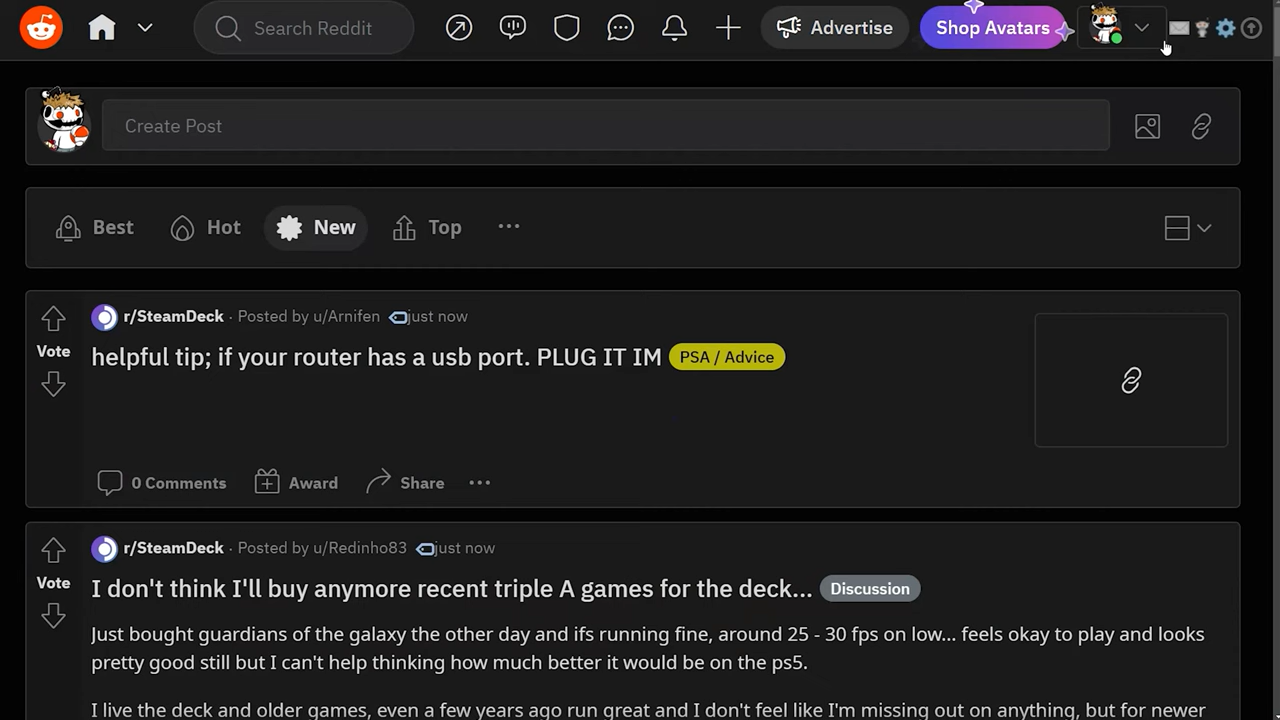 Search Reddit
Advertise
Shop Avatars
Create Post
Best
Hot
New
Top
r/SteamDeck · Posted by u/Arnifen just now
Vote
helpful tip; if your router has a usb port. PLUG IT IM PSA / Advice
0 Comments
Award
Share
r/SteamDeck · Posted by u/Redinho83 just now
Vote
I don't think I'll buy anymore recent triple A games for the deck... Discussion
Just bought guardians of the galaxy the other day and ifs running fine, around 25 - 30 fps on low... feels okay to play and looks
pretty good still but I can't help thinking how much better it would be on the ps5.
I live the deck and older games, even a few years ago run great and I don't feel like I'm missing out on anything, but for newer